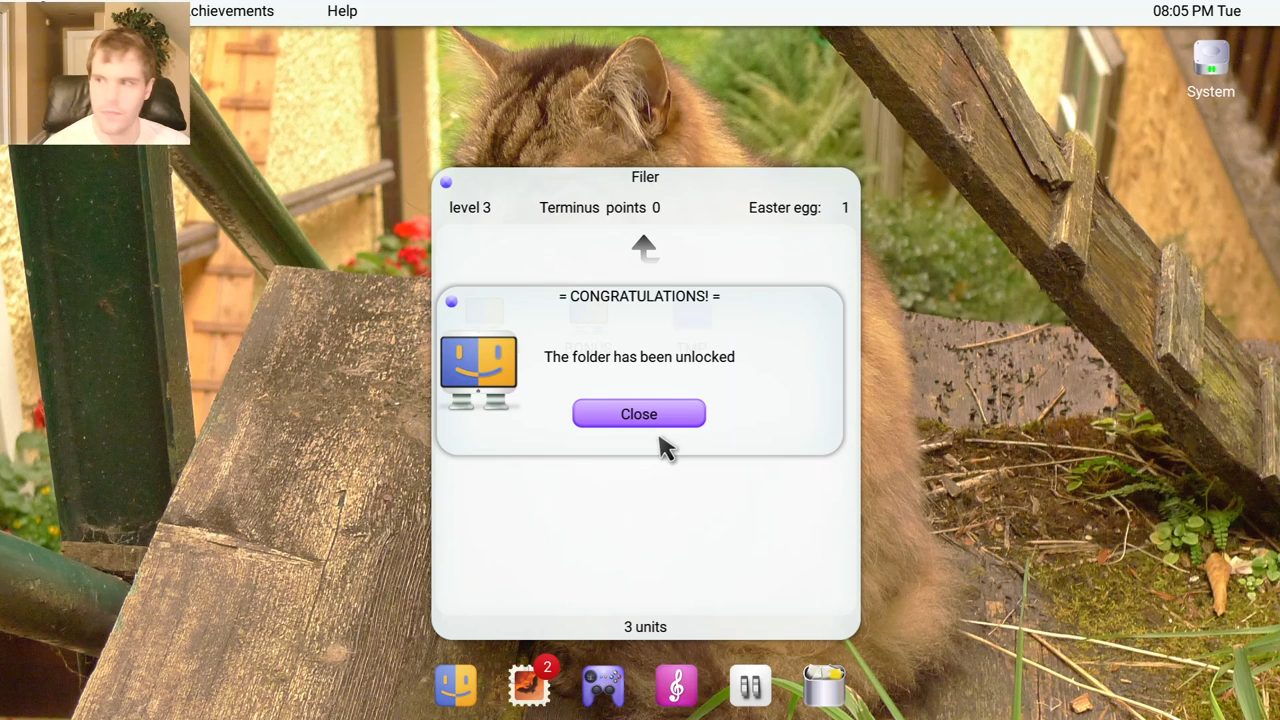 chievements Help 08:05 PM Tue
System
Filer
level 3 Terminus points 0 Easter egg: 1
= CONGRATULATIONS! =
The folder has been unlocked
Close
3 units
2